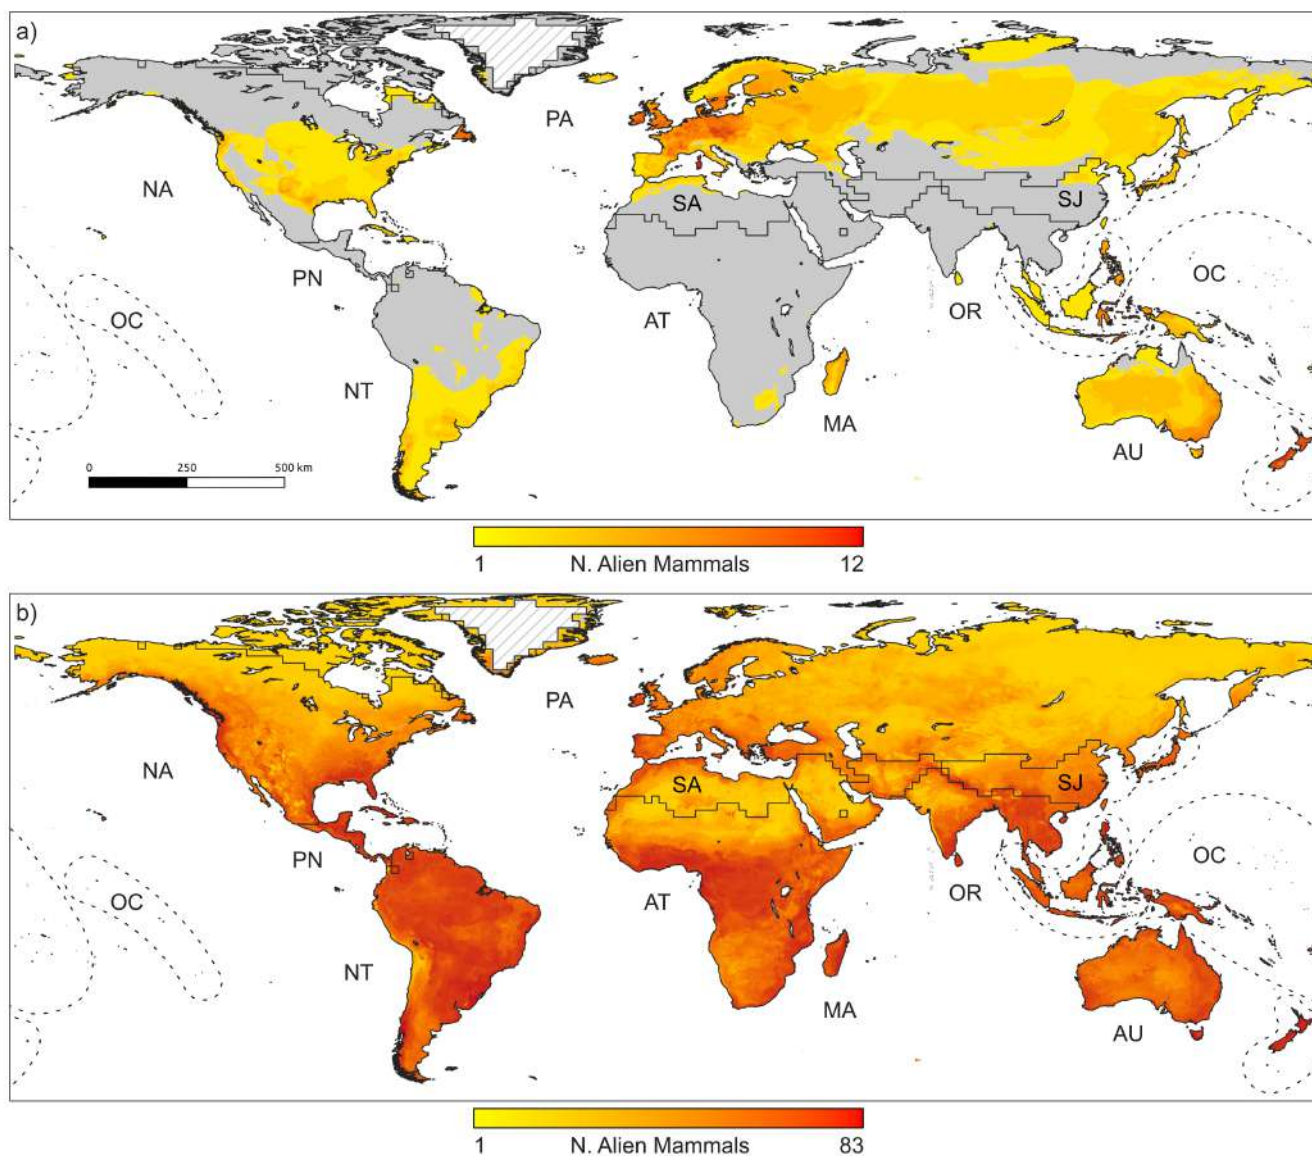 a)
PA
NA
SA
SJ
PN
OC
OC
AT
OR
NT
MA
AU
0 250 500 km
1 N. Alien Mammals 12
b)
PA
NA
SA
SJ
PN
OC
OC
AT
OR
NT
MA
AU
1 N. Alien Mammals 83